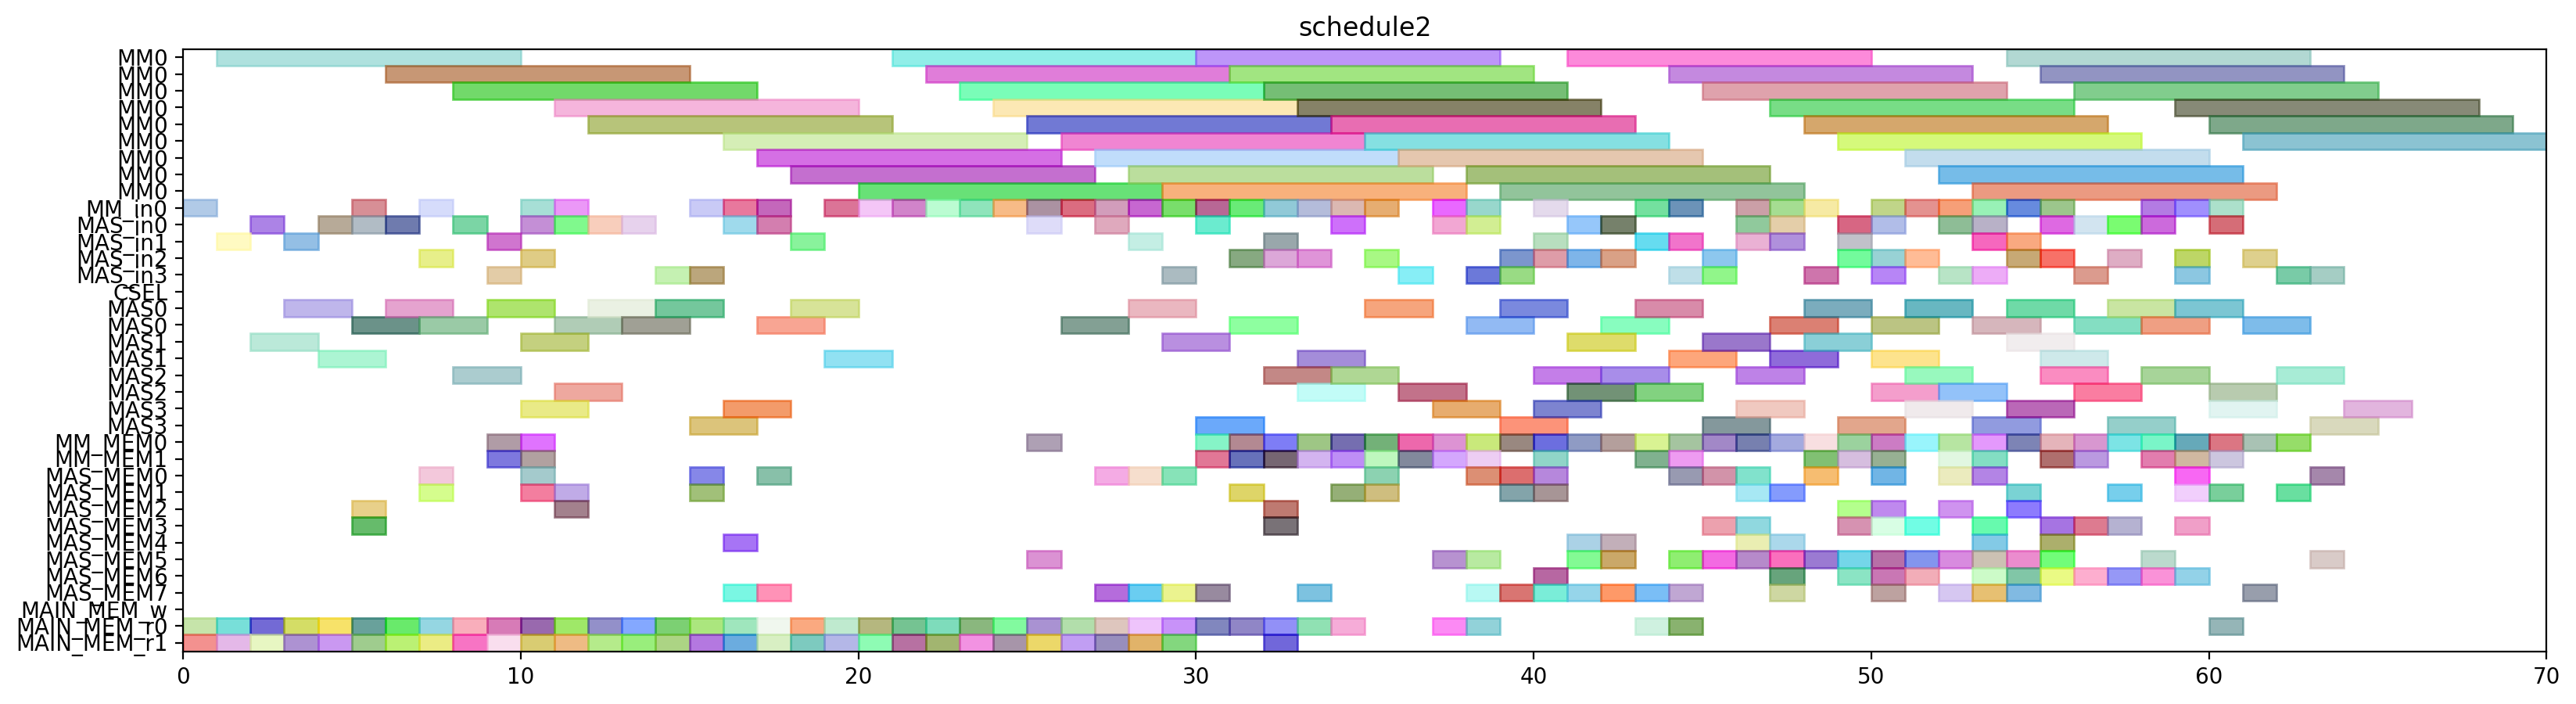 schedule2
MM0
MM0
MM0
MM0
MM0
MM0
MM0
MM0
MM0
MM_in0
MAS_in0
MAS_in1
MAS_in2
MAS_in3
CSEL
MAS0
MAS0
MAS1
MAS1
MAS2
MAS2
MAS3
MAS3
MM_MEM0
MM_MEM1
MAS_MEM0
MAS_MEM1
MAS_MEM2
MAS_MEM3
MAS_MEM4
MAS_MEM5
MAS_MEM6
MAS_MEM7
MAIN_MEM_w
MAIN_MEM_r0
MAIN_MEM_r1
0 10 20 30 40 50 60 70